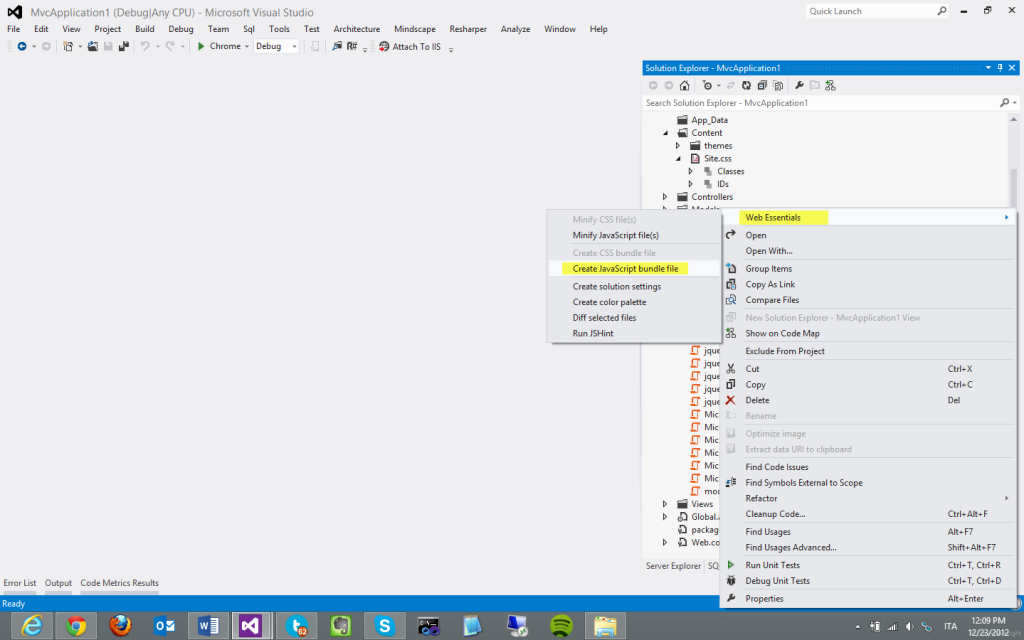 MvcApplication1 (Debug|Any CPU) - Microsoft Visual Studio
Quick Launch
File Edit View Project Build Debug Team Sql Tools Test Architecture Mindscape Resharper Analyze Window Help
Chrome Debug R# Attach To IIS
Solution Explorer - MvcApplication1
Search Solution Explorer - MvcApplication1
App_Data
Content
themes
Site.css
Classes
IDs
Controllers
Models
Minify CSS file(s)
Minify JavaScript file(s)
Create CSS bundle file
Create JavaScript bundle file
Create solution settings
Create color palette
Diff selected files
Run JSHint
Web Essentials
Open
Open With...
Group Items
Copy As Link
Compare Files
New Solution Explorer - MvcApplication1 View
Show on Code Map
Exclude From Project
Cut Ctrl+X
Copy Ctrl+C
Delete Del
Rename
Optimize image
Extract data URI to clipboard
Find Code Issues
Find Symbols External to Scope
Refactor
Cleanup Code... Ctrl+Alt+F
Find Usages Alt+F7
Find Usages Advanced... Shift+Alt+F7
Run Unit Tests Ctrl+T, Ctrl+R
Debug Unit Tests Ctrl+T, Ctrl+D
Properties Alt+Enter
jque
jque
jque
jque
jque
Mic
Mic
Mic
Mic
Mic
Mic
mod
Views
Global.
packag
Web.co
Server Explorer SQ
Error List Output Code Metrics Results
Ready
62
ITA
12:09 PM
12/23/2012